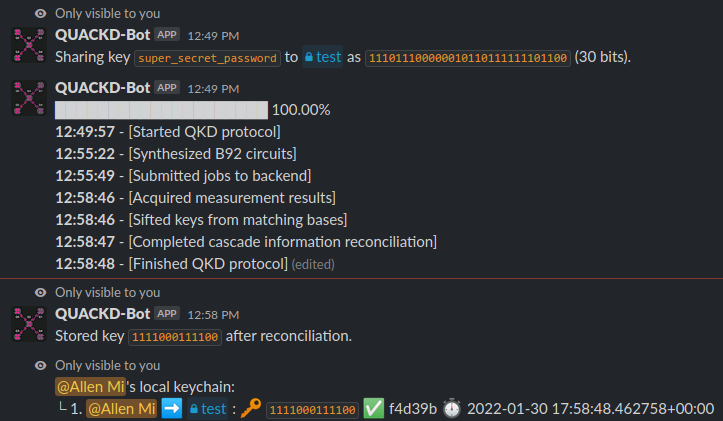 Only visible to you
QUACKD-Bot APP 12:49 PM
Sharing key super_secret_password to test as 111011100000010110111111101100 (30 bits).
QUACKD-Bot APP 12:49 PM
100.00%
12:49:57 - [Started QKD protocol]
12:55:22 - [Synthesized B92 circuits]
12:55:49 - [Submitted jobs to backend]
12:58:46 - [Acquired measurement results]
12:58:46 - [Sifted keys from matching bases]
12:58:47 - [Completed cascade information reconciliation]
12:58:48 - [Finished QKD protocol] (edited)
Only visible to you
QUACKD-Bot APP 12:58 PM
Stored key 1111000111100 after reconciliation.
Only visible to you
@Allen Mi's local keychain:
└ 1. @Allen Mi ➡️ test : 🔑 1111000111100 ✅ f4d39b ⏱️ 2022-01-30 17:58:48.462758+00:00